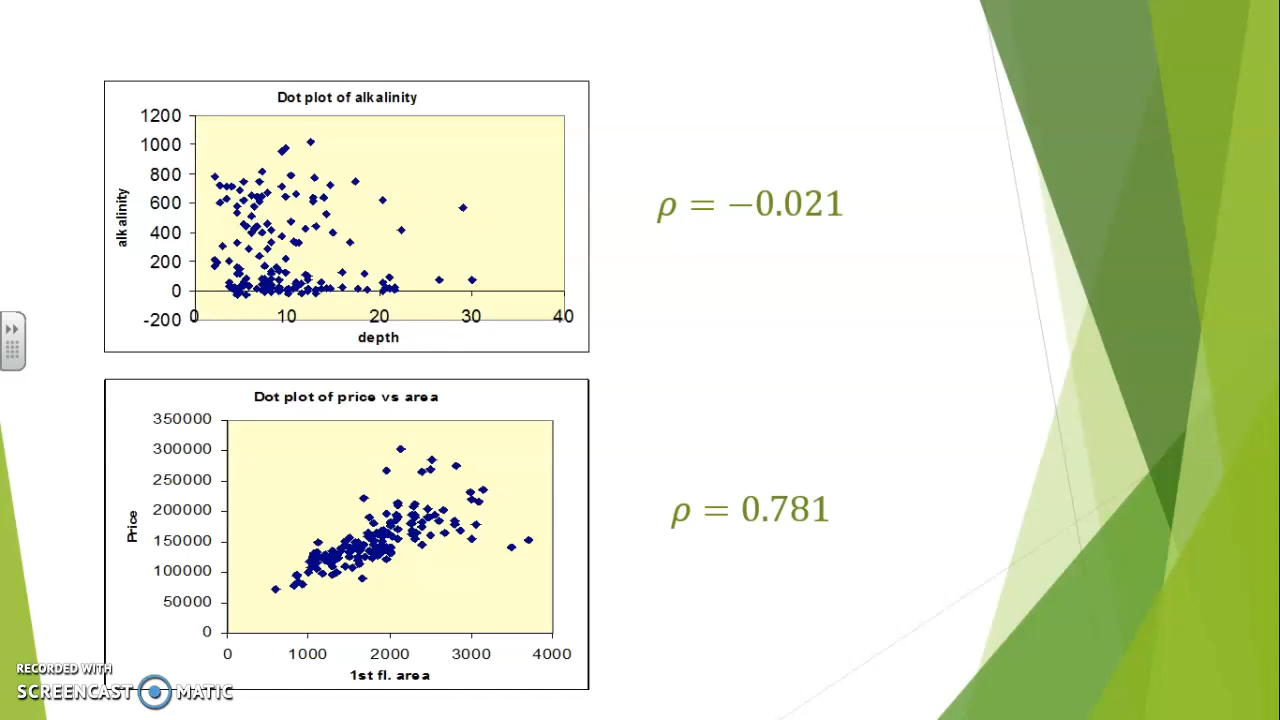 Dot plot of alkalinity
1200
1000
800
600
400
200
0
-200
alkalinity
0 10 20 30 40
depth
ρ = −0.021
Dot plot of price vs area
350000
300000
250000
200000
150000
100000
50000
0
Price
0 1000 2000 3000 4000
1st fl. area
ρ = 0.781
RECORDED WITH
SCREENCAST MATIC